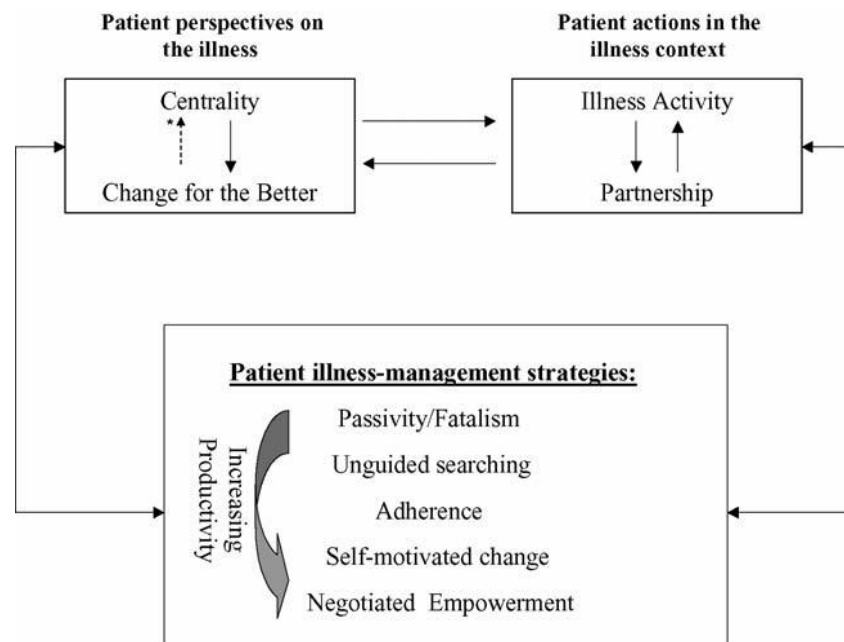 Patient perspectives on
the illness
Patient actions in the
illness context
Centrality
*
Change for the Better
Illness Activity
Partnership
Patient illness-management strategies:
Increasing
Productivity
Passivity/Fatalism
Unguided searching
Adherence
Self-motivated change
Negotiated Empowerment